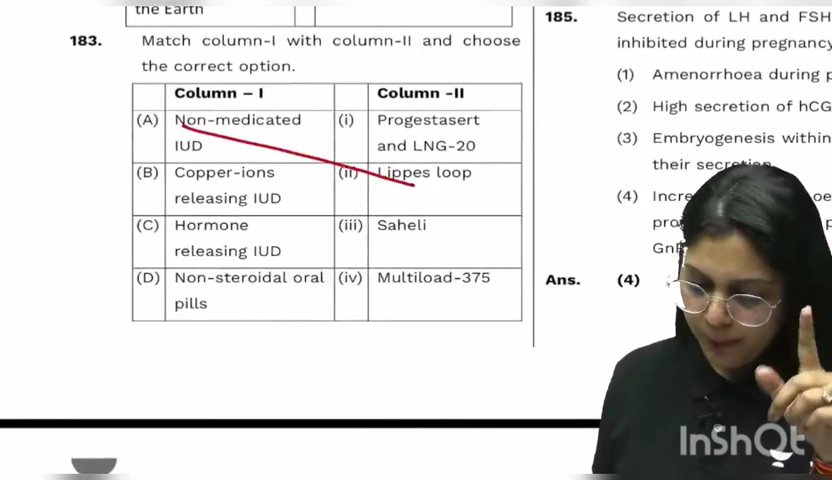 the Earth
183. Match column-I with column-II and choose
the correct option.
Column – I Column -II
(A) Non-medicated (i) Progestasert
IUD and LNG-20
(B) Copper-ions (ii) Lippes loop
releasing IUD
(C) Hormone (iii) Saheli
releasing IUD
(D) Non-steroidal oral (iv) Multiload-375
pills
185. Secretion of LH and FSH
inhibited during pregnancy
(1) Amenorrhoea during
(2) High secretion of hCG
(3) Embryogenesis within
their secretion
(4)
Ans. (4)
InShOt